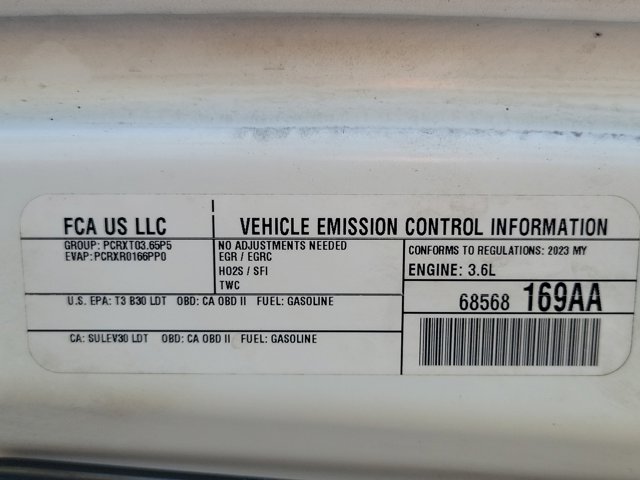 FCA US LLC
VEHICLE EMISSION CONTROL INFORMATION
GROUP: PCRXT03.65P5
EVAP: PCRXR0166PP0
NO ADJUSTMENTS NEEDED
EGR / EGRC
HO2S / SFI
TWC
CONFORMS TO REGULATIONS: 2023 MY
ENGINE: 3.6L
U.S. EPA: T3 B30 LDT OBD: CA OBD II FUEL: GASOLINE
68568 169AA
CA: SULEV30 LDT OBD: CA OBD II FUEL: GASOLINE